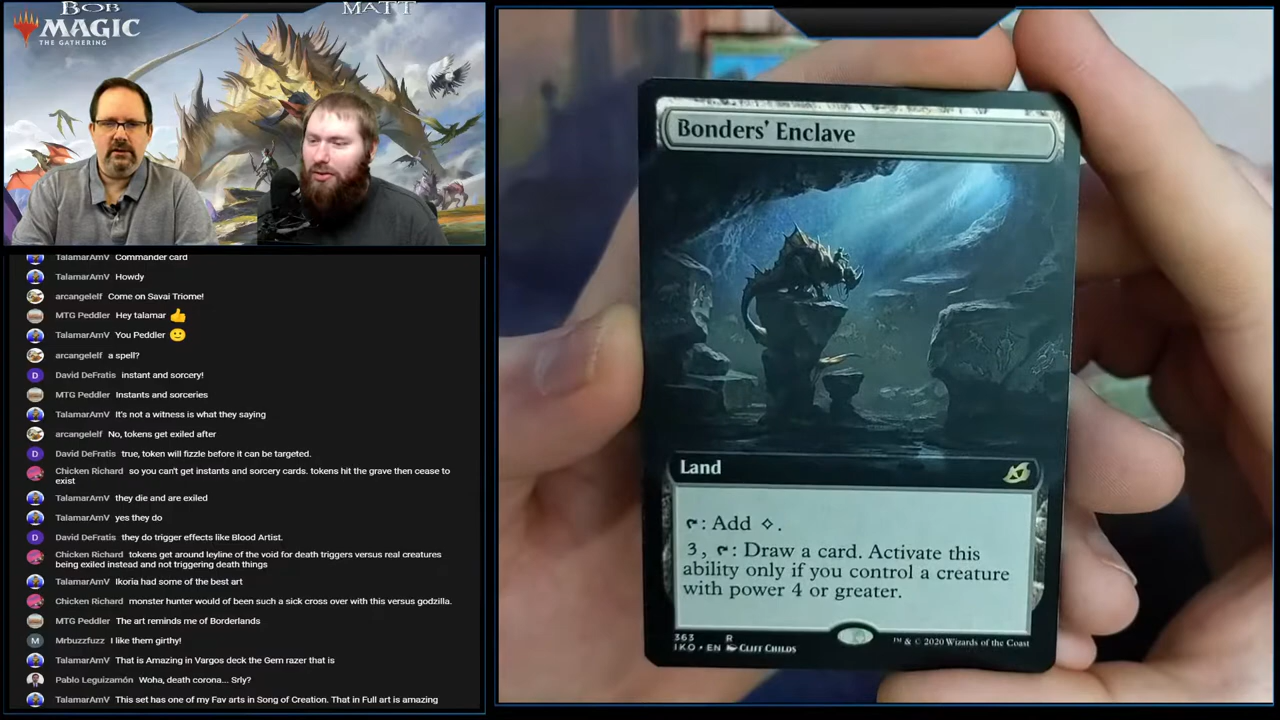 BOB
MATT
MAGIC
THE GATHERING
TalamarAmV Commander card
TalamarAmV Howdy
arcangelelf Come on Savai Triome!
MTG Peddler Hey talamar 👍
TalamarAmV You Peddler 🙂
arcangelelf a spell?
D David DeFratis instant and sorcery!
MTG Peddler Instants and sorceries
TalamarAmV It's not a witness is what they saying
arcangelelf No, tokens get exiled after
D David DeFratis true, token will fizzle before it can be targeted.
Chicken Richard so you can't get instants and sorcery cards. tokens hit the grave then cease to
exist
TalamarAmV they die and are exiled
TalamarAmV yes they do
D David DeFratis they do trigger effects like Blood Artist.
Chicken Richard tokens get around leyline of the void for death triggers versus real creatures
being exiled instead and not triggering death things
TalamarAmV Ikoria had some of the best art
Chicken Richard monster hunter would of been such a sick cross over with this versus godzilla.
MTG Peddler The art reminds me of Borderlands
M Mrbuzzfuzz I like them girthy!
TalamarAmV That is Amazing in Vargos deck the Gem razer that is
Pablo Leguizamón Woha, death corona... Srly?
TalamarAmV This set has one of my Fav arts in Song of Creation. That in Full art is amazing
Bonders' Enclave
Land
: Add .
3, : Draw a card. Activate this
ability only if you control a creature
with power 4 or greater.
363 R
IKO • EN CLIFF CHILDS
™ & © 2020 Wizards of the Coast